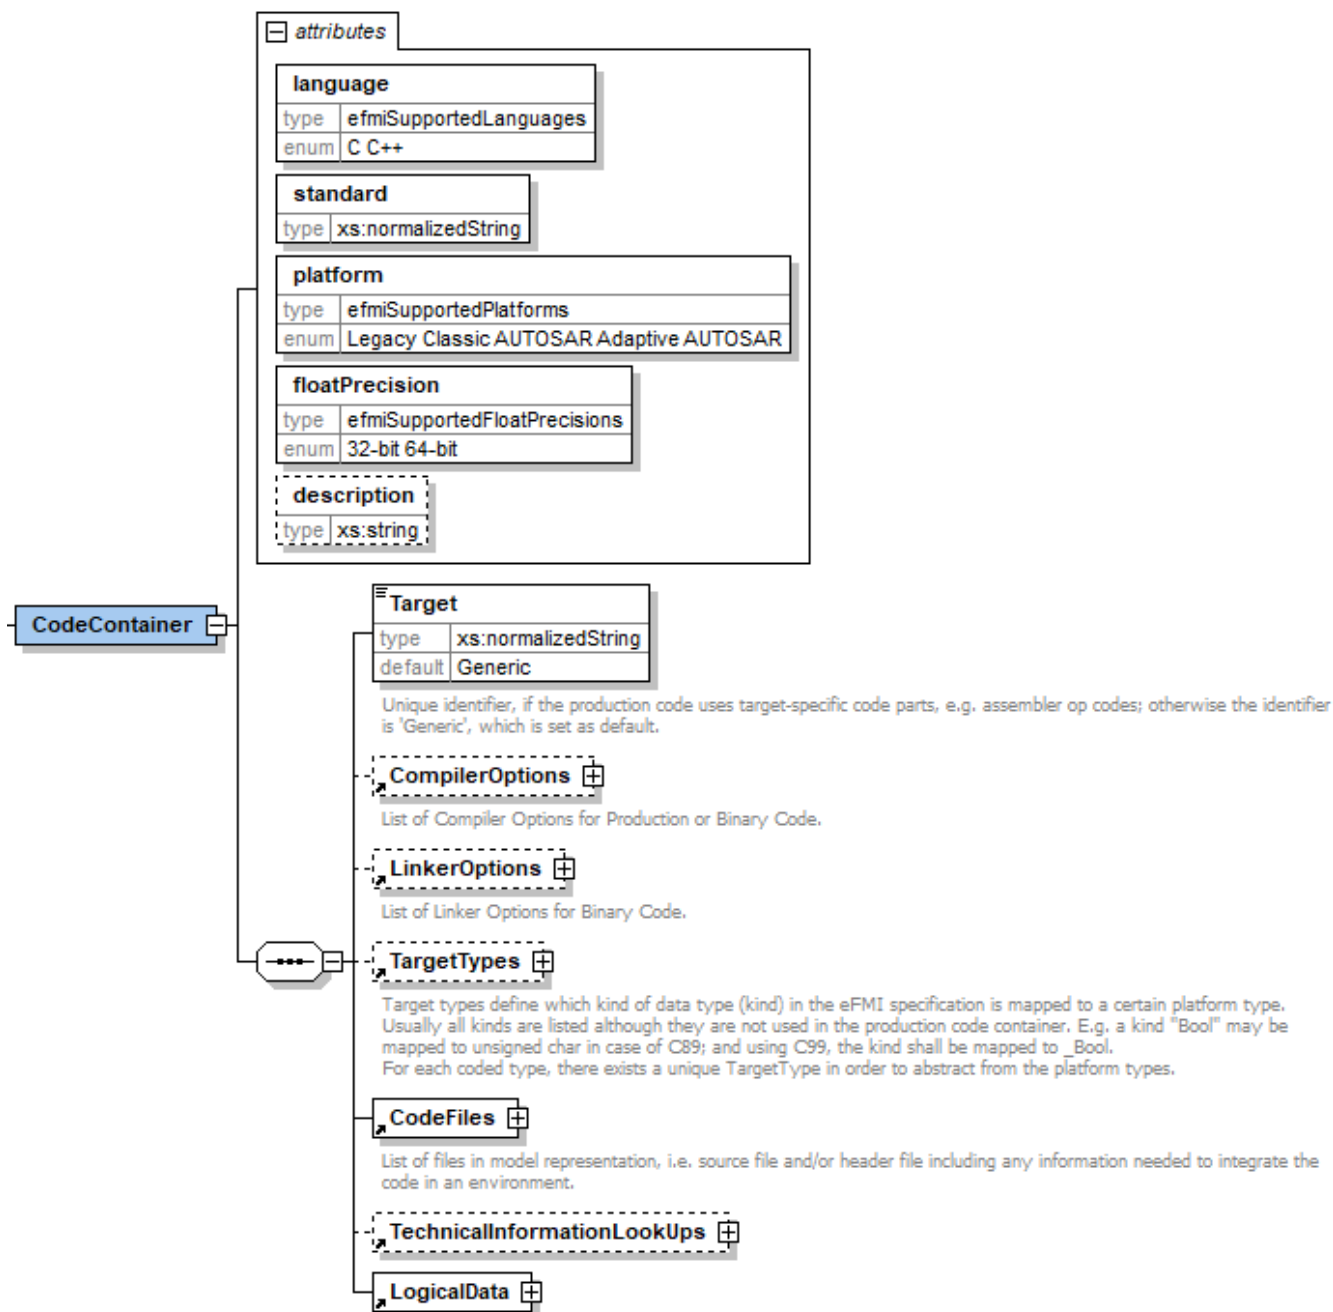 attributes
language
type efmiSupportedLanguages
enum C C++
standard
type xs:normalizedString
platform
type efmiSupportedPlatforms
enum Legacy Classic AUTOSAR Adaptive AUTOSAR
floatPrecision
type efmiSupportedFloatPrecisions
enum 32-bit 64-bit
description
type xs:string
CodeContainer
Target
type xs:normalizedString
default Generic
Unique identifier, if the production code uses target-specific code parts, e.g. assembler op codes; otherwise the identifier
is 'Generic', which is set as default.
CompilerOptions
List of Compiler Options for Production or Binary Code.
LinkerOptions
List of Linker Options for Binary Code.
TargetTypes
Target types define which kind of data type (kind) in the eFMI specification is mapped to a certain platform type.
Usually all kinds are listed although they are not used in the production code container. E.g. a kind "Bool" may be
mapped to unsigned char in case of C89; and using C99, the kind shall be mapped to _Bool.
For each coded type, there exists a unique TargetType in order to abstract from the platform types.
CodeFiles
List of files in model representation, i.e. source file and/or header file including any information needed to integrate the
code in an environment.
TechnicalInformationLookUps
LogicalData